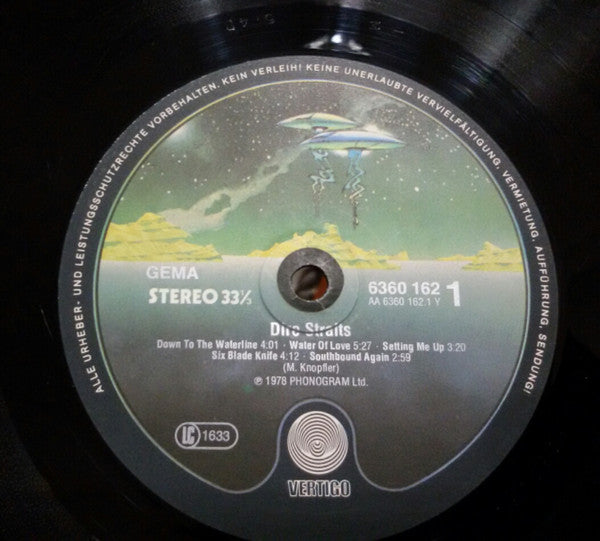 ALLE URHEBER- UND LEISTUNGSSCHUTZRECHTE VORBEHALTEN. KEIN VERLEIH! KEINE UNERLAUBTE VERVIELFÄLTIGUNG, VERMIETUNG, AUFFÜHRUNG, SENDUNG!
GEMA
STEREO 33⅓
6360 162 1
AA 6360 162.1 Y
Dire Straits
Down To The Waterline 4:01 · Water Of Love 5:27 · Setting Me Up 3:20
Six Blade Knife 4:12 · Southbound Again 2:59
(M. Knopfler)
℗ 1978 PHONOGRAM Ltd.
LC 1633
VERTIGO